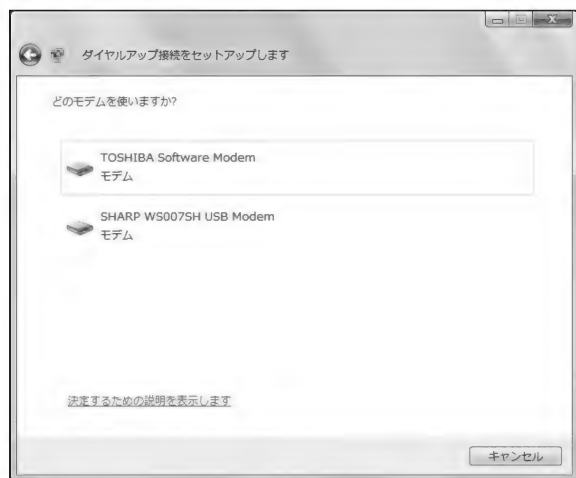 ダイヤルアップ接続をセットアップします
どのモデムを使いますか?
TOSHIBA Software Modem
モデム
SHARP WS007SH USB Modem
モデム
決定するための説明を表示します
キャンセル